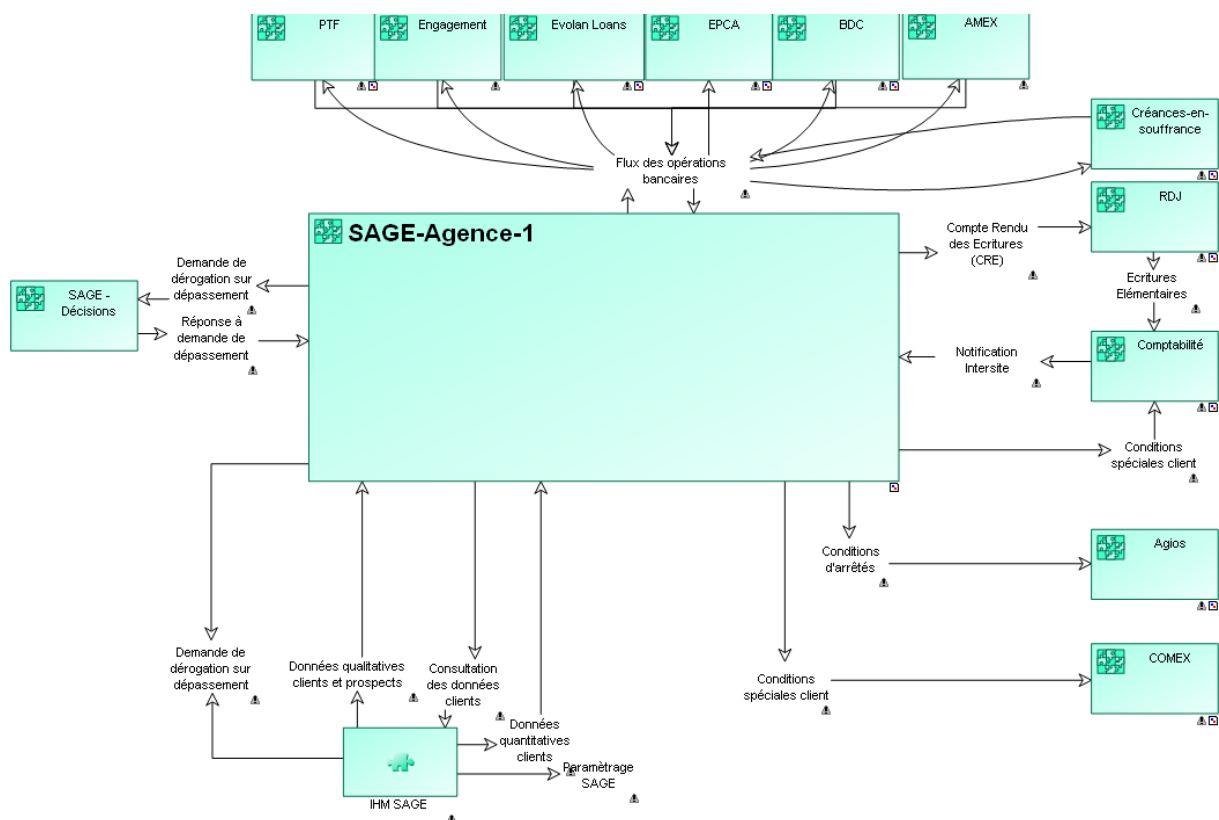 PTF
Engagement
Evolan Loans
EPCA
BDC
AMEX
Créances-en-
souffrance
Flux des opérations
bancaires
RDJ
SAGE-Agence-1
Compte Rendu
des Ecritures
(CRE)
Demande de
dérogation sur
dépassement
Ecritures
Elémentaires
SAGE -
Décisions
Réponse à
demande de
dépassement
Comptabilité
Notification
Intersite
Conditions
spéciales client
Agios
Conditions
d'arrêtés
Demande de
dérogation sur
dépassement
Données qualitatives
clients et prospects
Consultation
des données
clients
Conditions
spéciales client
COMEX
Données
quantitatives
clients
Paramètrage
SAGE
IHM SAGE